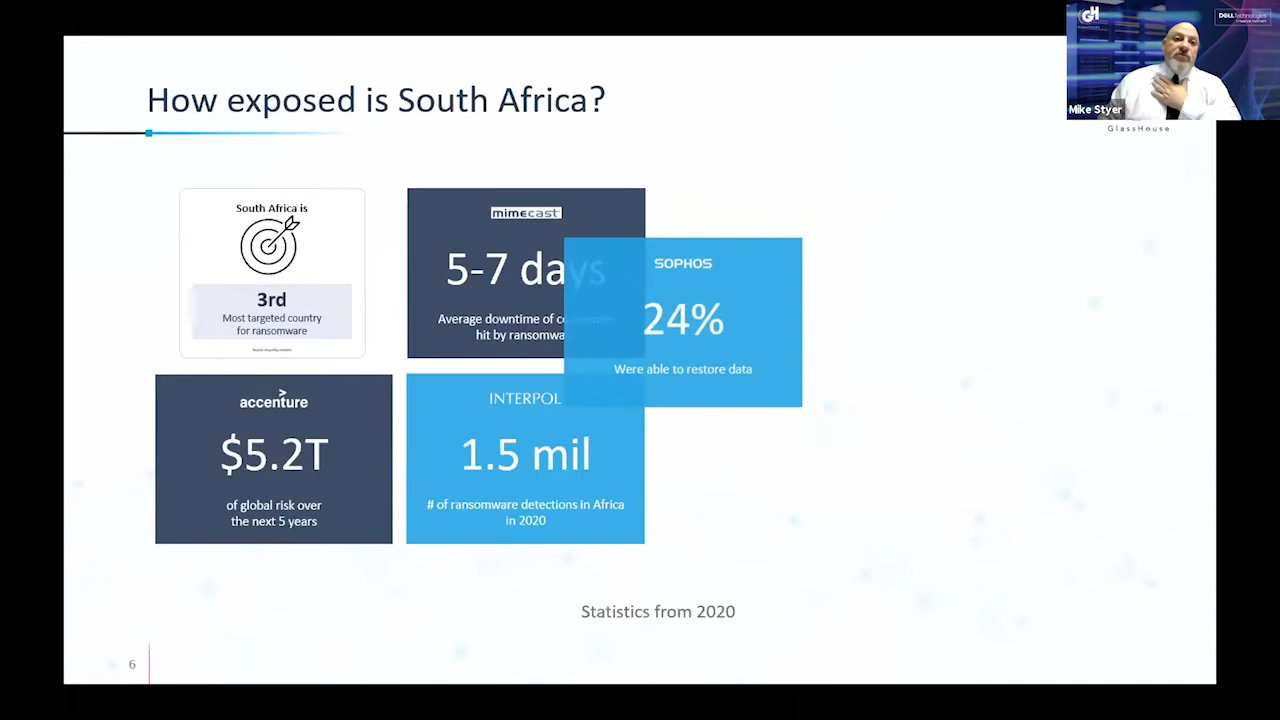 How exposed is South Africa?
GH
DELLTechnologies
Mike Styer
GlassHouse
South Africa is
3rd
Most targeted country
for ransomware
mimecast
5-7 days
Average downtime of
hit by
SOPHOS
24%
Were able to restore data
accenture
$5.2T
of global risk over
the next 5 years
INTERPOL
1.5 mil
# of ransomware detections in Africa
in 2020
Statistics from 2020
6